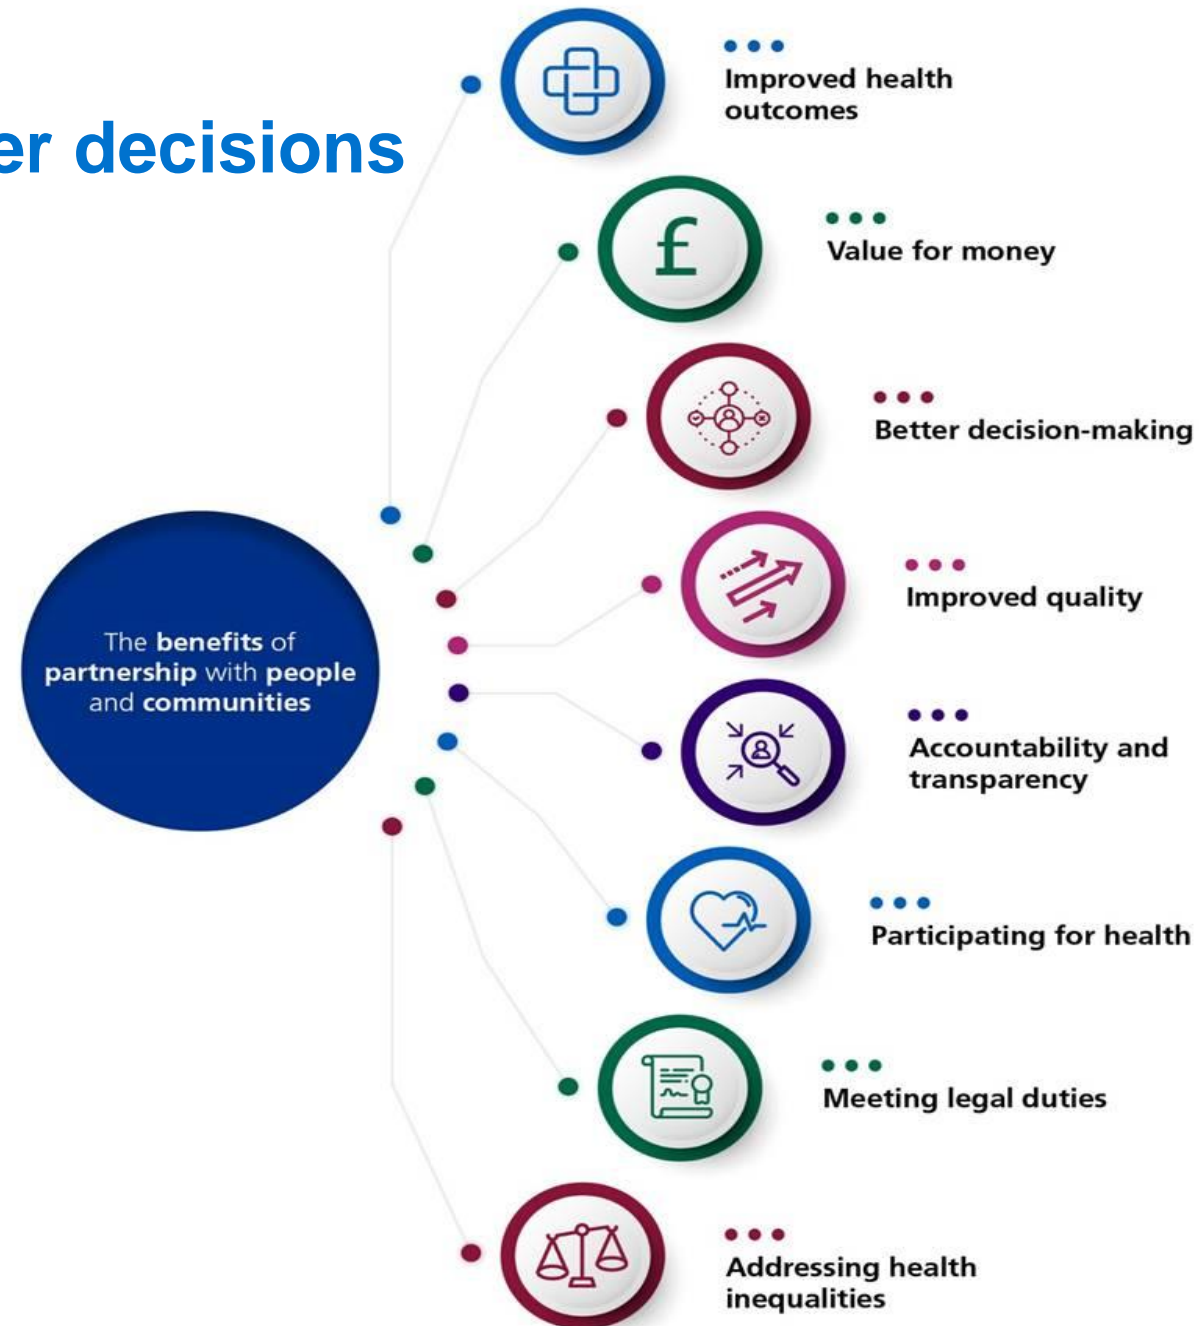 er decisions
Improved health
outcomes
£
Value for money
Better decision-making
Improved quality
The benefits of
partnership with people
and communities
Accountability and
transparency
Participating for health
Meeting legal duties
Addressing health
inequalities